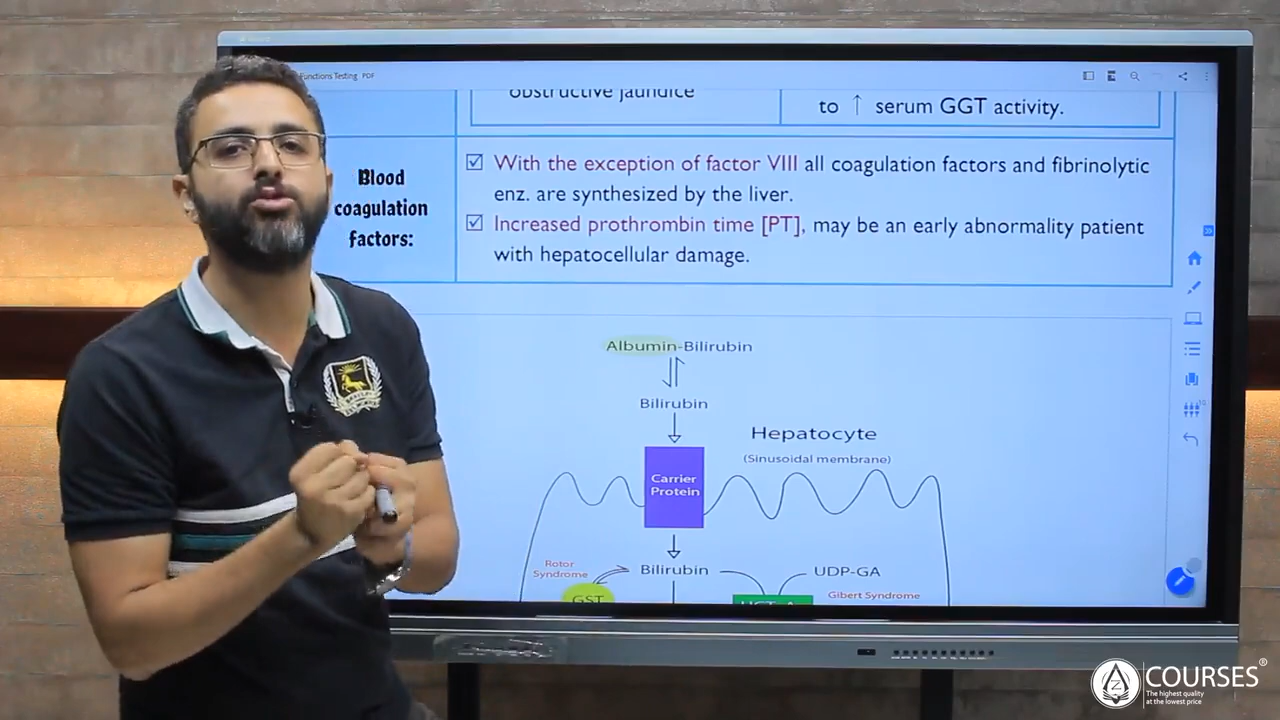 Functions Testing PDF
obstructive jaundice
to ↑ serum GGT activity.
Blood
coagulation
factors:
☑ With the exception of factor VIII all coagulation factors and fibrinolytic
enz. are synthesized by the liver.
☑ Increased prothrombin time [PT], may be an early abnormality patient
with hepatocellular damage.
Albumin-Bilirubin
Bilirubin
Hepatocyte
(Sinusoidal membrane)
Carrier
Protein
Rotor
Syndrome
Bilirubin
UDP-GA
GST
Gibert Syndrome
COURSES®
The highest quality
at the lowest price